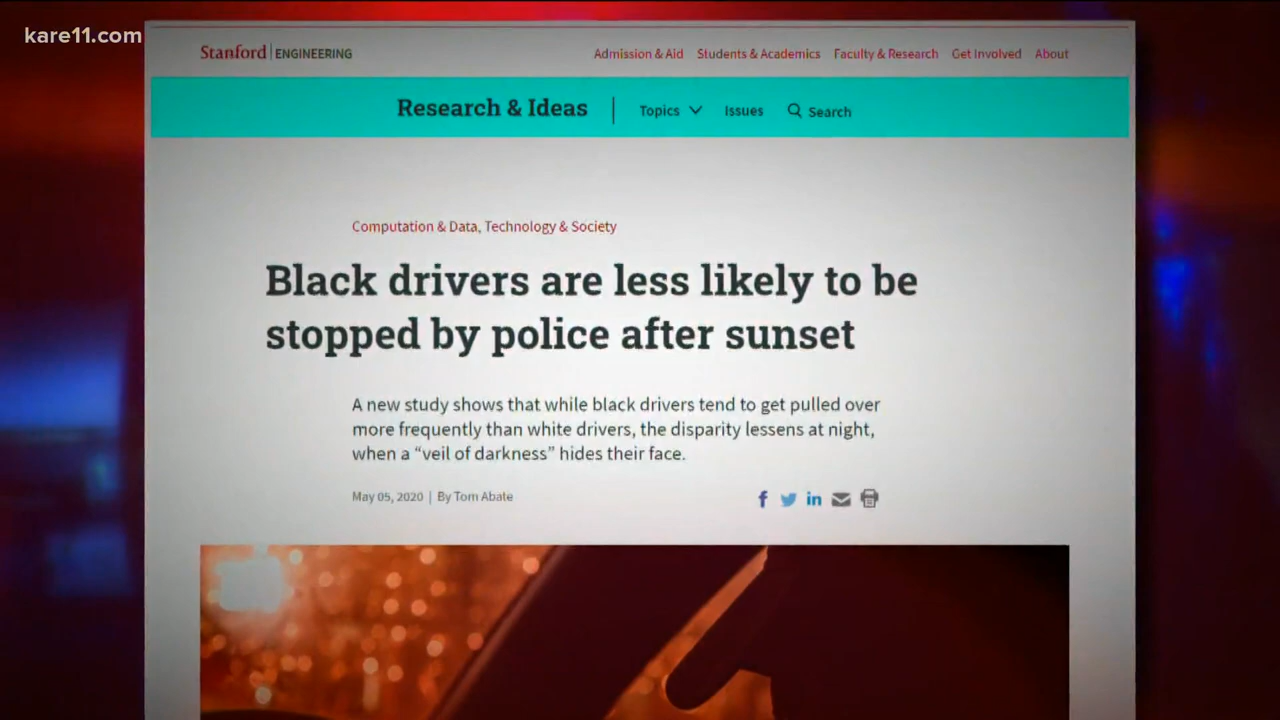 kare11.com
Stanford | ENGINEERING
Admission & Aid Students & Academics Faculty & Research Get Involved About
Research & Ideas | Topics Issues Search
Computation & Data, Technology & Society
Black drivers are less likely to be
stopped by police after sunset
A new study shows that while black drivers tend to get pulled over
more frequently than white drivers, the disparity lessens at night,
when a “veil of darkness” hides their face.
May 05, 2020 | By Tom Abate